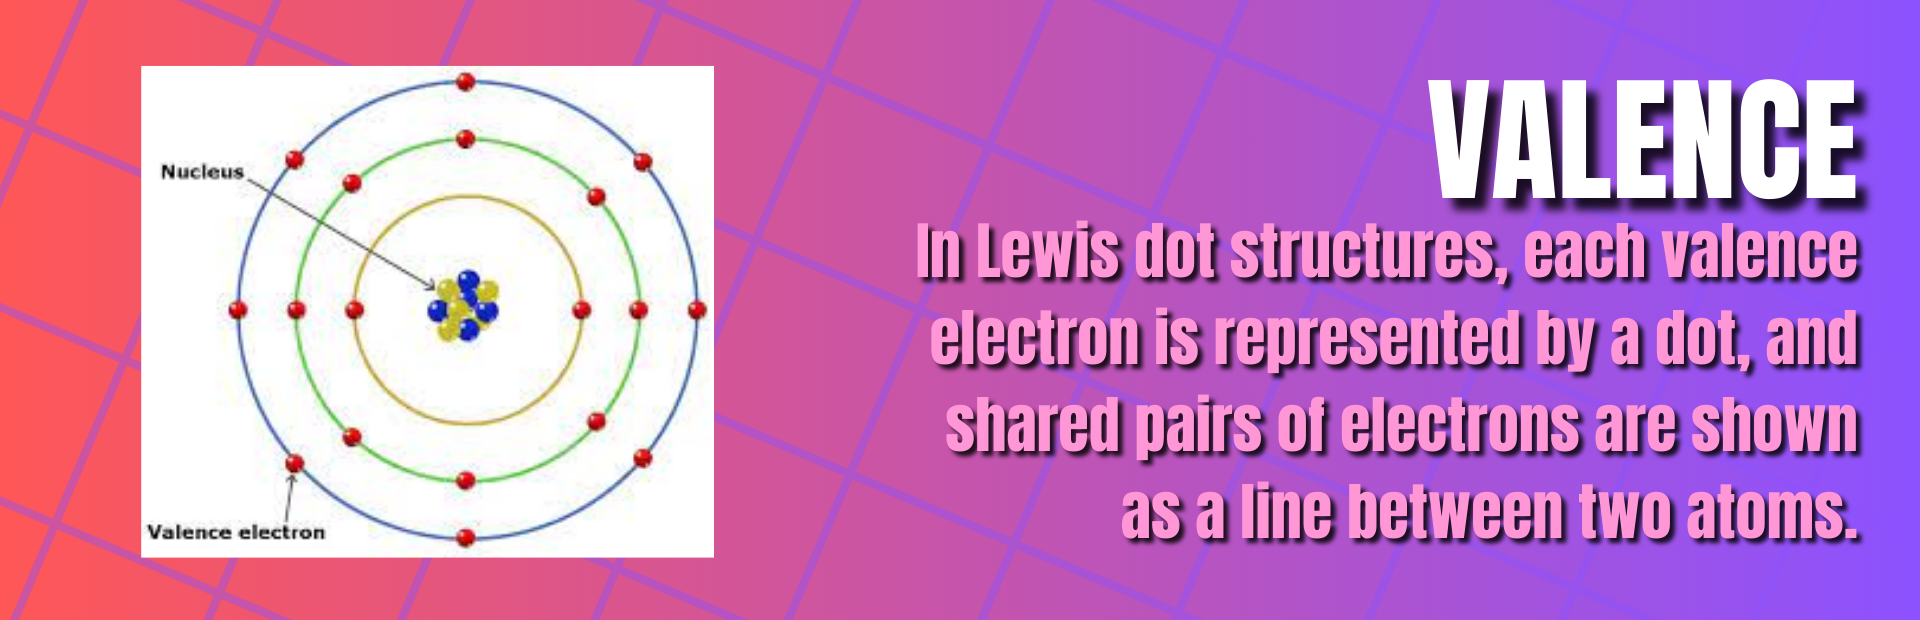 Nucleus
Valence electron
VALENCE
In Lewis dot structures, each valence
electron is represented by a dot, and
shared pairs of electrons are shown
as a line between two atoms.